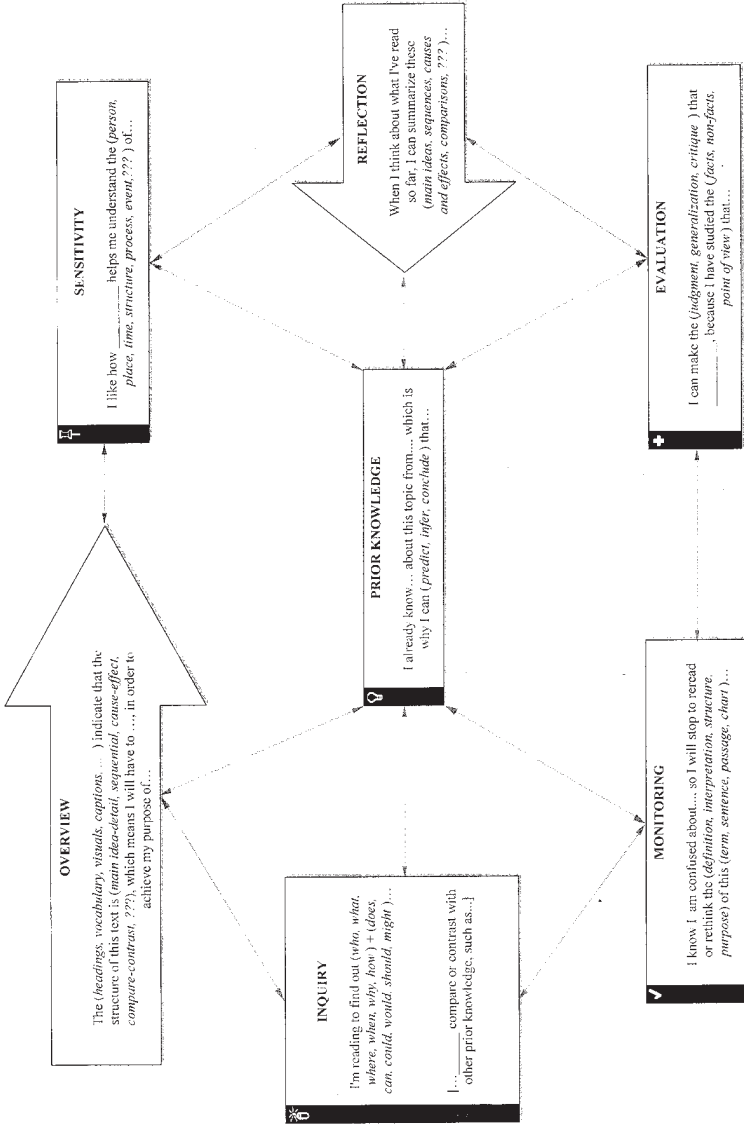 OVERVIEW
The (headings, vocabulary, visuals, captions, ... ) indicate that the
structure of this text is (main idea-detail, sequential, cause-effect,
compare-contrast, ???), which means I will have to ..., in order to
achieve my purpose of...
SENSITIVITY
I like how ________ helps me understand the (person,
place, time, structure, process, event,??? ) of...
INQUIRY
I'm reading to find out (who, what,
where, when, why, how ) + (does,
can, could, would, should, might )...
[...______ compare or contrast with
other prior knowledge, such as...]
PRIOR KNOWLEDGE
I already know... about this topic from..., which is
why I can (predict, infer, conclude ) that...
REFLECTION
When I think about what I've read
so far, I can summarize these
(main ideas, sequences, causes
and effects, comparisons, ??? )...
MONITORING
I know I am confused about.... so I will stop to reread
or rethink the (definition, interpretation, structure,
purpose) of this (term, sentence, passage, chart )...
EVALUATION
I can make the (judgment, generalization, critique ) that
________, because I have studied the (facts, non-facts,
point of view ) that...